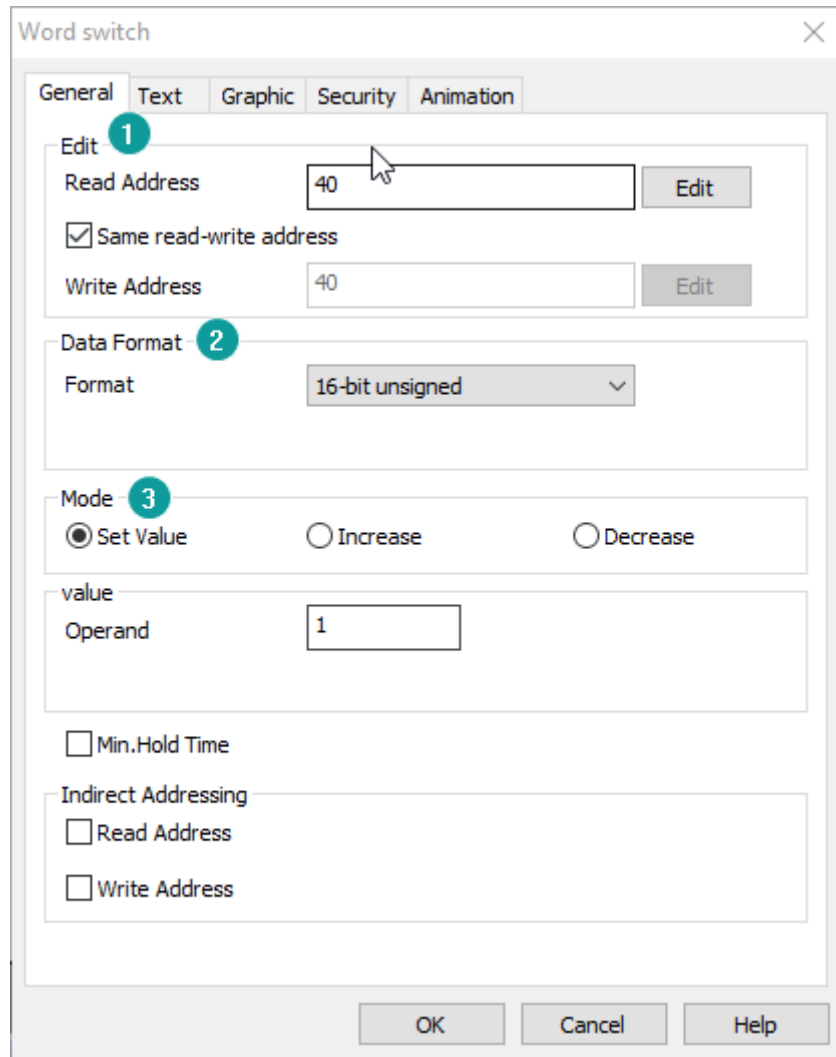 Word switch
General Text Graphic Security Animation
Edit 1
Read Address 40 Edit
Same read-write address
Write Address 40 Edit
Data Format 2
Format 16-bit unsigned
Mode 3
Set Value Increase Decrease
value
Operand 1
Min.Hold Time
Indirect Addressing
Read Address
Write Address
OK Cancel Help